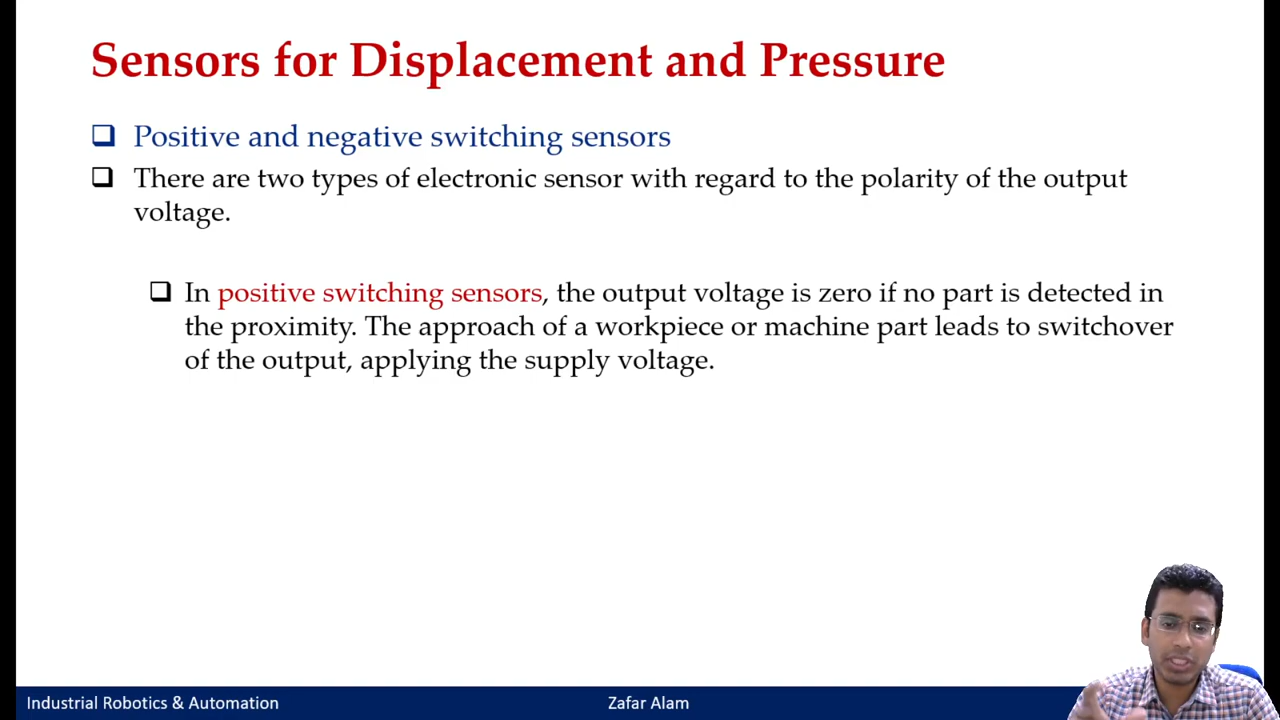 Sensors for Displacement and Pressure
Positive and negative switching sensors
There are two types of electronic sensor with regard to the polarity of the output
voltage.
In positive switching sensors, the output voltage is zero if no part is detected in
the proximity. The approach of a workpiece or machine part leads to switchover
of the output, applying the supply voltage.
Industrial Robotics & Automation
Zafar Alam